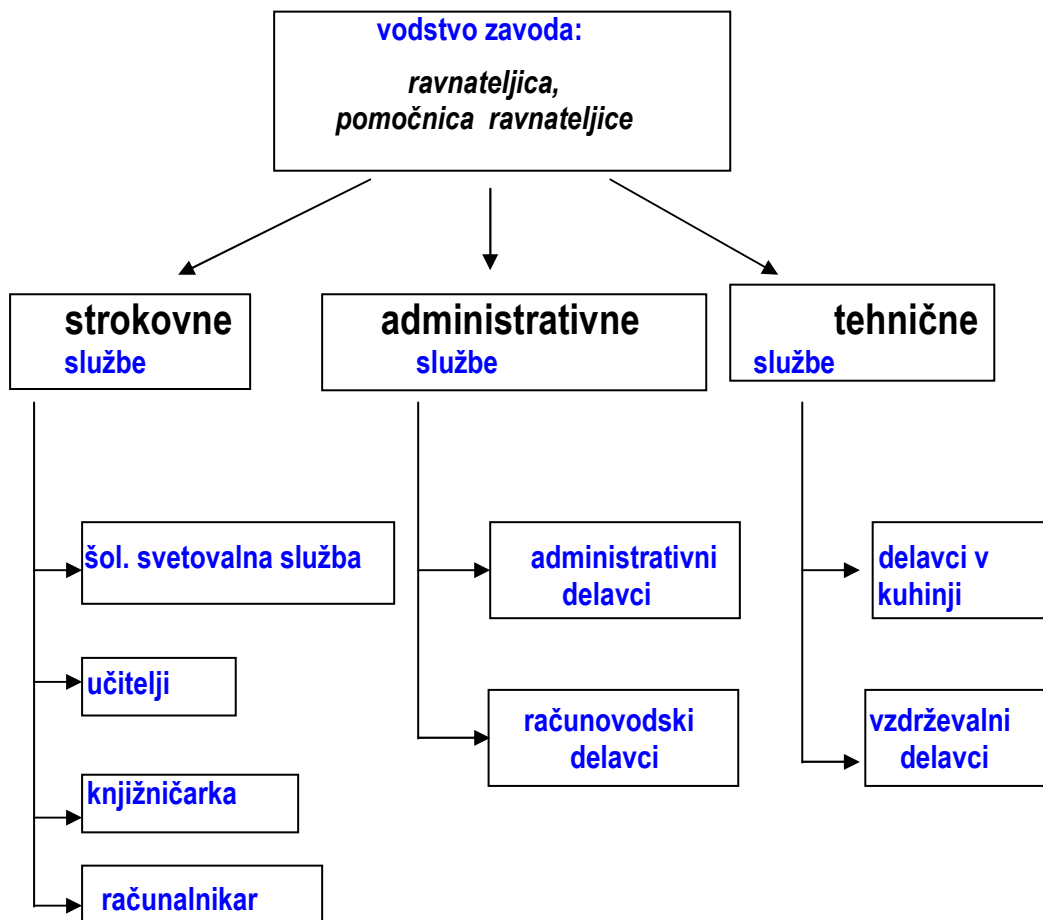 vodstvo zavoda:
ravnateljica,
pomočnica ravnateljice
strokovne
službe
administrativne
službe
tehnične
službe
šol. svetovalna služba
učitelji
knjižničarka
računalnikar
administrativni
delavci
računovodski
delavci
delavci v
kuhinji
vzdrževalni
delavci